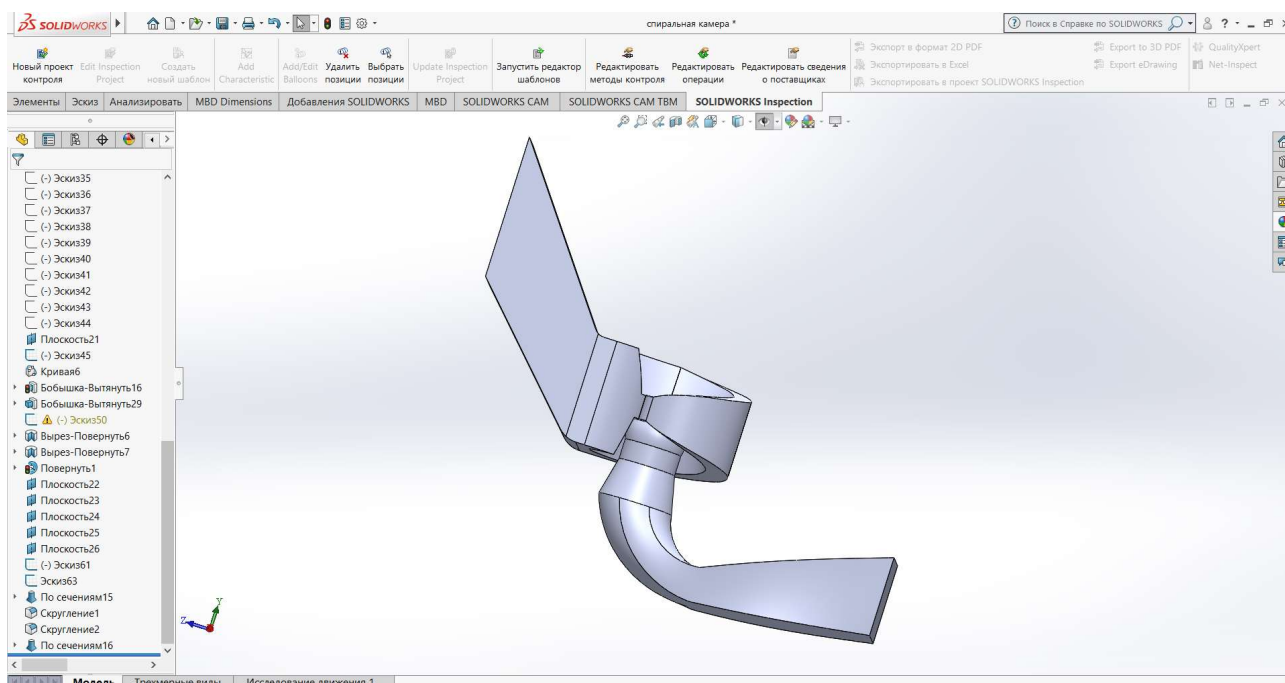 SOLIDWORKS
спиральная камера *
Поиск в Справке по SOLIDWORKS
Новый проект контроля
Edit Inspection Project
Создать новый шаблон
Add Characteristic
Add/Edit Balloons
Удалить позиции
Выбрать позиции
Update Inspection Project
Запустить редактор шаблонов
Редактировать методы контроля
Редактировать операции
Редактировать сведения о поставщиках
Экспорт в формат 2D PDF
Экспортировать в Excel
Экспортировать в проект SOLIDWORKS Inspection
Export to 3D PDF
Export eDrawing
QualityXpert
Net-Inspect
Элементы Эскиз Анализировать MBD Dimensions Добавления SOLIDWORKS MBD SOLIDWORKS CAM SOLIDWORKS CAM TBM SOLIDWORKS Inspection
(-) Эскиз35
(-) Эскиз36
(-) Эскиз37
(-) Эскиз38
(-) Эскиз39
(-) Эскиз40
(-) Эскиз41
(-) Эскиз42
(-) Эскиз43
(-) Эскиз44
Плоскость21
(-) Эскиз45
Кривая6
Бобышка-Вытянуть16
Бобышка-Вытянуть29
(-) Эскиз50
Вырез-Повернуть6
Вырез-Повернуть7
Повернуть1
Плоскость22
Плоскость23
Плоскость24
Плоскость25
Плоскость26
(-) Эскиз61
Эскиз63
По сечениям15
Скругление1
Скругление2
По сечениям16
Y
Z
Модель Трехмерные виды Исследование движения 1